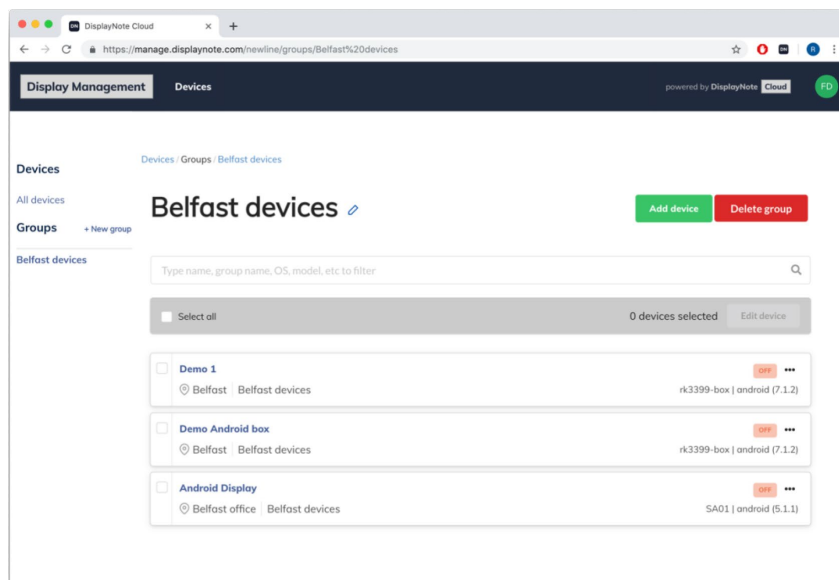 DN DisplayNote Cloud
https://manage.displaynote.com/newline/groups/Belfast%20devices
DN
R
Display Management
Devices
powered by DisplayNote Cloud
FD
Devices
All devices
Groups
+ New group
Belfast devices
Devices / Groups / Belfast devices
Belfast devices
Add device
Delete group
Type name, group name, OS, model, etc to filter
Select all
0 devices selected
Edit device
Demo 1
OFF
Belfast | Belfast devices
rk3399-box | android (7.1.2)
Demo Android box
OFF
Belfast | Belfast devices
rk3399-box | android (7.1.2)
Android Display
OFF
Belfast office | Belfast devices
SA01 | android (5.1.1)